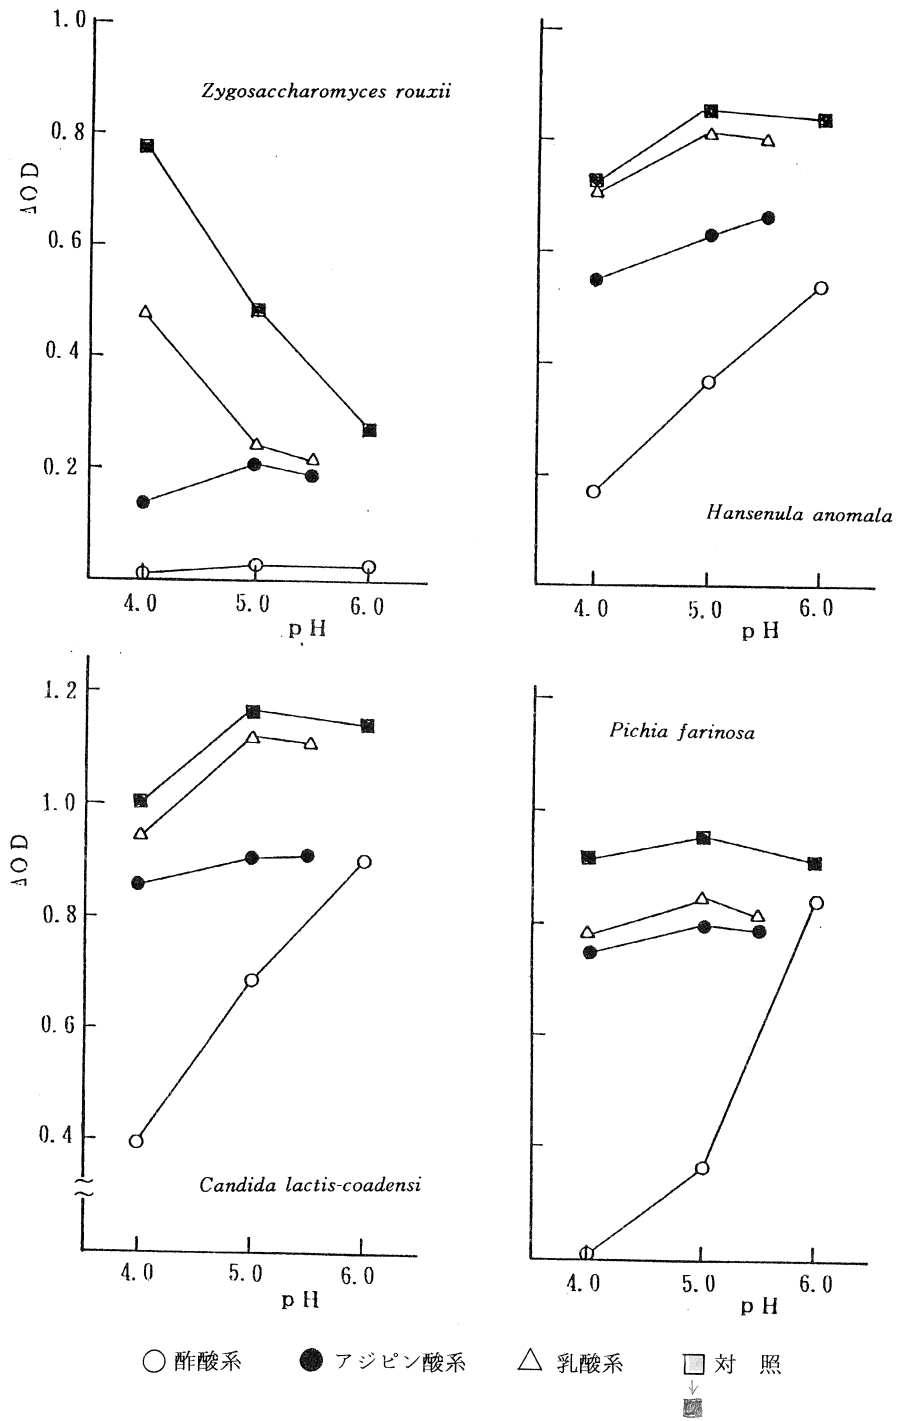 1.0
0.8
0.6
0.4
0.2
ΔOD
Zygosaccharomyces rouxii
4.0 5.0 6.0
pH
Hansenula anomala
4.0 5.0 6.0
pH
1.2
1.0
0.8
0.6
0.4
ΔOD
Candida lactis-coadensi
4.0 5.0 6.0
pH
Pichia farinosa
4.0 5.0 6.0
pH
酢酸系 アジピン酸系 乳酸系 対照